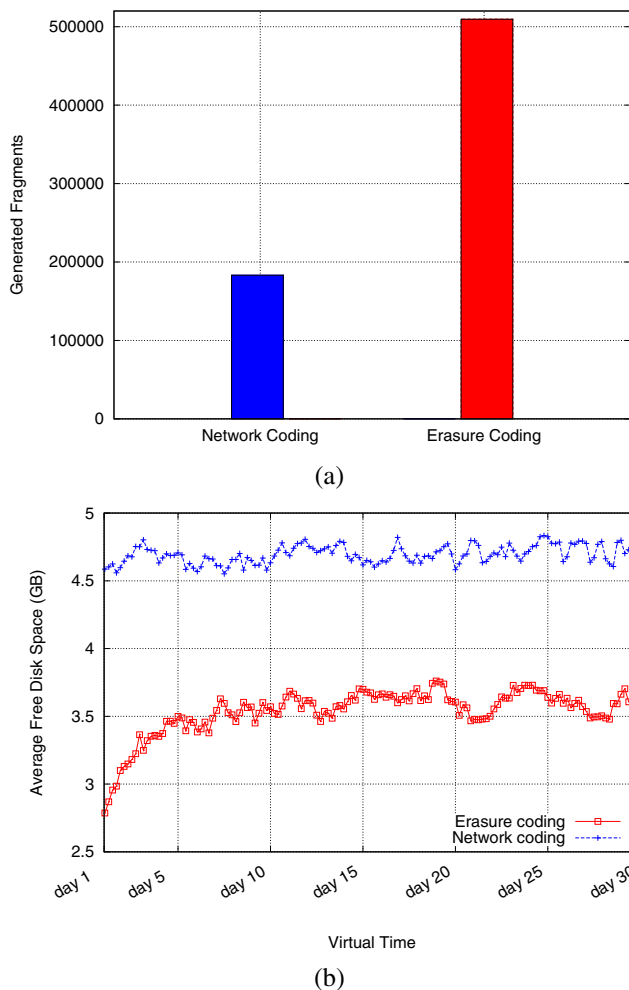 500000
400000
300000
200000
100000
0
Generated Fragments
Network Coding
Erasure Coding
(a)
5
4.5
4
3.5
3
2.5
Average Free Disk Space (GB)
Erasure coding
Network coding
day 1
day 5
day 10
day 15
day 20
day 25
day 30
Virtual Time
(b)